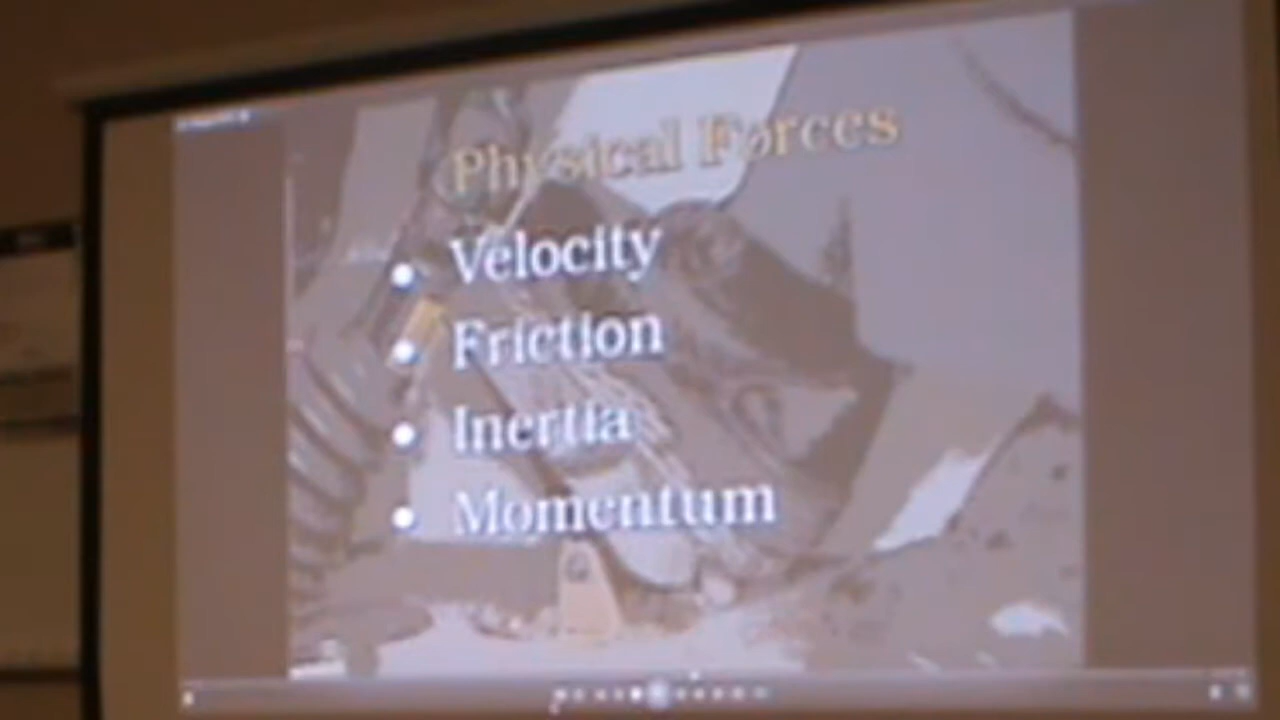 Physical Forces
Velocity
Friction
Inertia
Momentum